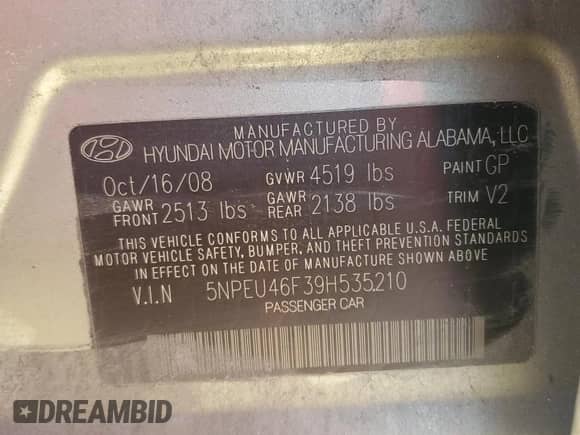 MANUFACTURED BY
HYUNDAI MOTOR MANUFACTURING ALABAMA, LLC
Oct/16/08 GVWR 4519 lbs PAINT GP
GAWR FRONT 2513 lbs GAWR REAR 2138 lbs TRIM V2
THIS VEHICLE CONFORMS TO ALL APPLICABLE U.S.A. FEDERAL
MOTOR VEHICLE SAFETY, BUMPER, AND THEFT PREVENTION STANDARDS
IN EFFECT ON THE DATE OF MANUFACTURE SHOWN ABOVE
V.I.N 5NPEU46F39H535210
PASSENGER CAR
DREAMBID